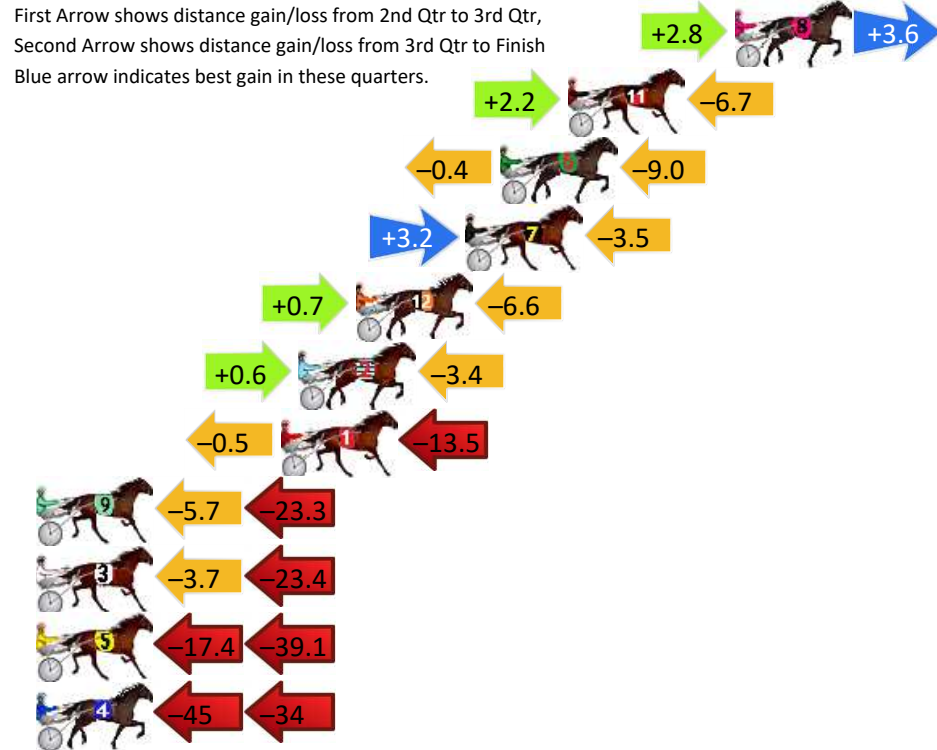 First Arrow shows distance gain/loss from 2nd Qtr to 3rd Qtr,
Second Arrow shows distance gain/loss from 3rd Qtr to Finish
Blue arrow indicates best gain in these quarters.
+2.8 8 +3.6
+2.2 11 –6.7
–0.4 6 –9.0
+3.2 7 –3.5
+0.7 12 –6.6
+0.6 2 –3.4
–0.5 1 –13.5
9 –5.7 –23.3
3 –3.7 –23.4
5 –17.4 –39.1
4 –45 –34